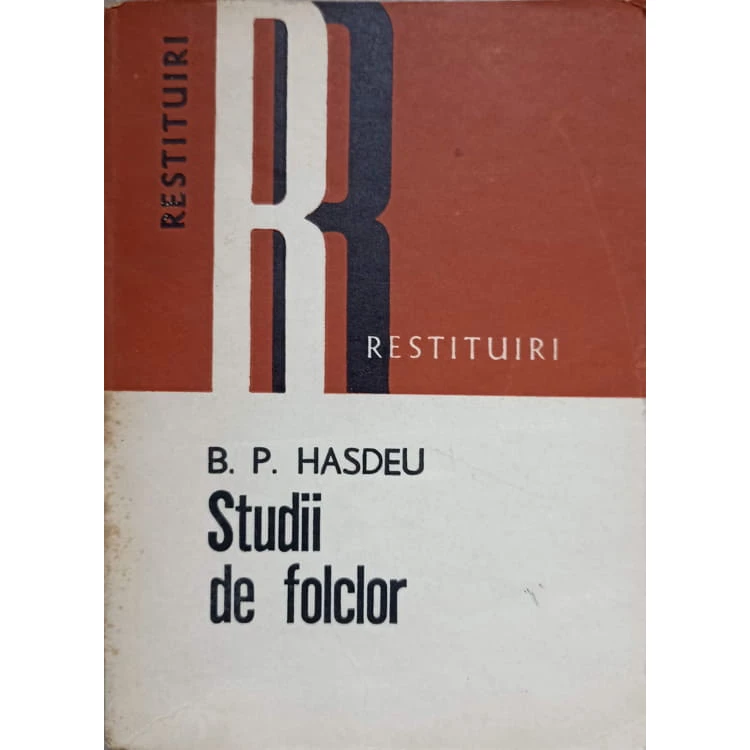 RESTITUIRI
RESTITUIRI
B. P. HASDEU
Studii
de folclor